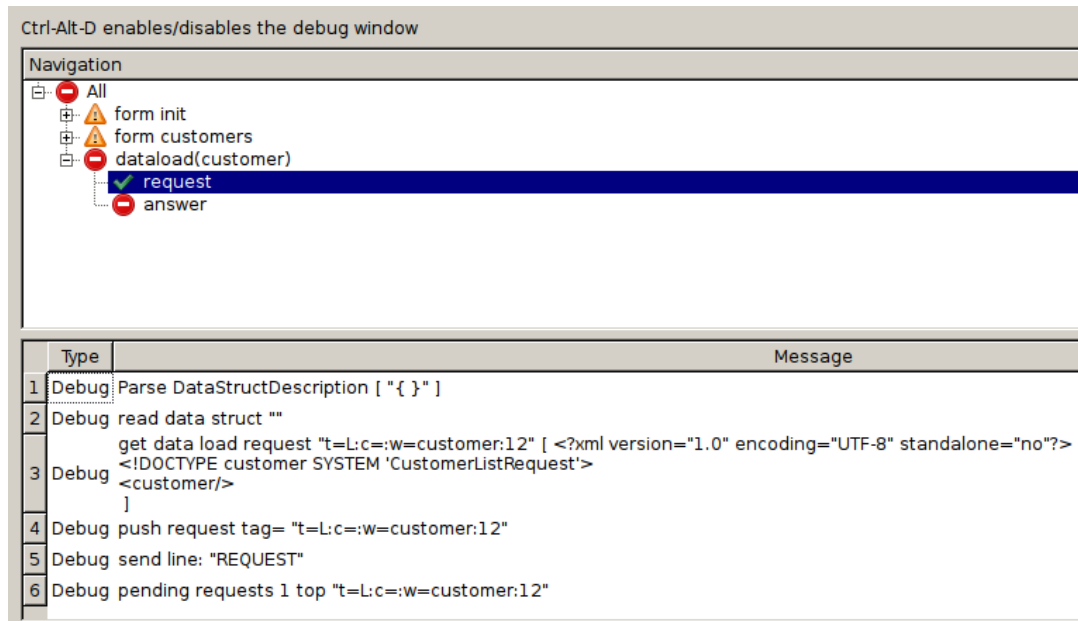 Ctrl-Alt-D enables/disables the debug window
Navigation
All
form init
form customers
dataload(customer)
request
answer
Type Message
1 Debug Parse DataStructDescription [ "{ }" ]
2 Debug read data struct ""
3 Debug get data load request "t=L:c=:w=customer:12" [ <?xml version="1.0" encoding="UTF-8" standalone="no"?>
<!DOCTYPE customer SYSTEM 'CustomerListRequest'>
<customer/>
]
4 Debug push request tag= "t=L:c=:w=customer:12"
5 Debug send line: "REQUEST"
6 Debug pending requests 1 top "t=L:c=:w=customer:12"